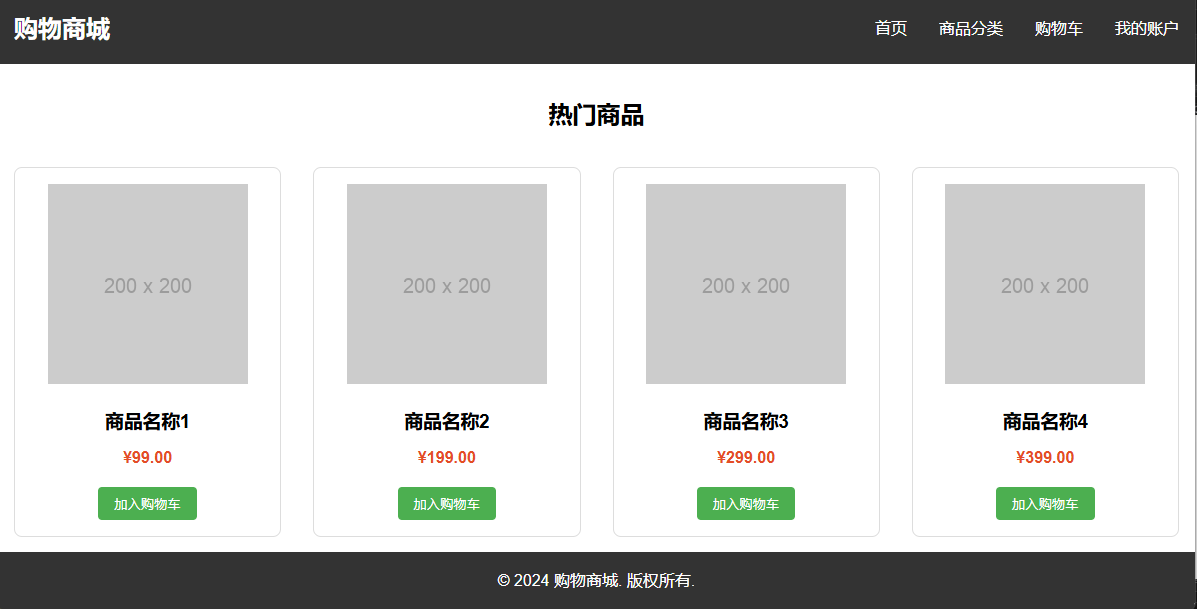 购物商城
首页 商品分类 购物车 我的账户
热门商品
200 x 200 200 x 200 200 x 200 200 x 200
商品名称1 商品名称2 商品名称3 商品名称4
¥99.00 ¥199.00 ¥299.00 ¥399.00
加入购物车 加入购物车 加入购物车 加入购物车
© 2024 购物商城. 版权所有.